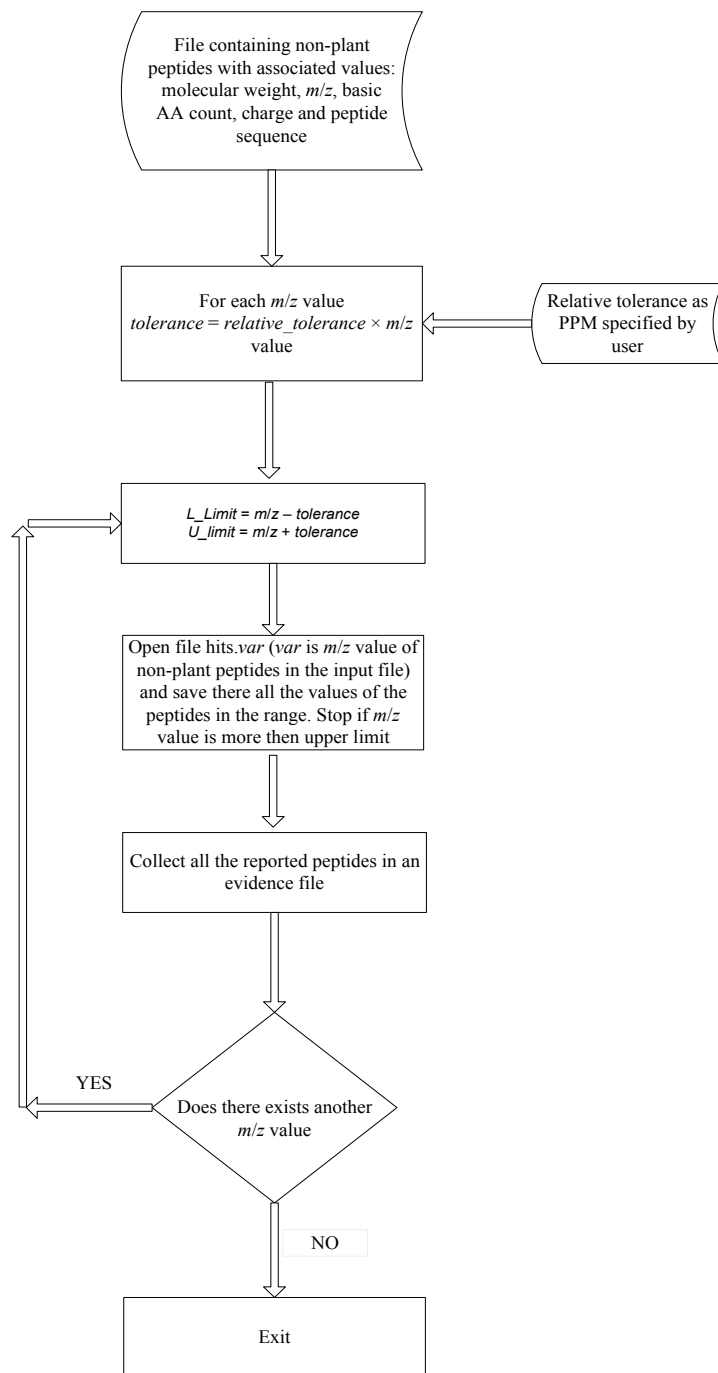 File containing non-plant
peptides with associated values:
molecular weight, m/z, basic
AA count, charge and peptide
sequence
For each m/z value
tolerance = relative_tolerance × m/z
value
Relative tolerance as
PPM specified by
user
L_Limit = m/z – tolerance
U_limit = m/z + tolerance
Open file hits.var (var is m/z value of
non-plant peptides in the input file)
and save there all the values of the
peptides in the range. Stop if m/z
value is more then upper limit
Collect all the reported peptides in an
evidence file
YES
Does there exists another
m/z value
NO
Exit